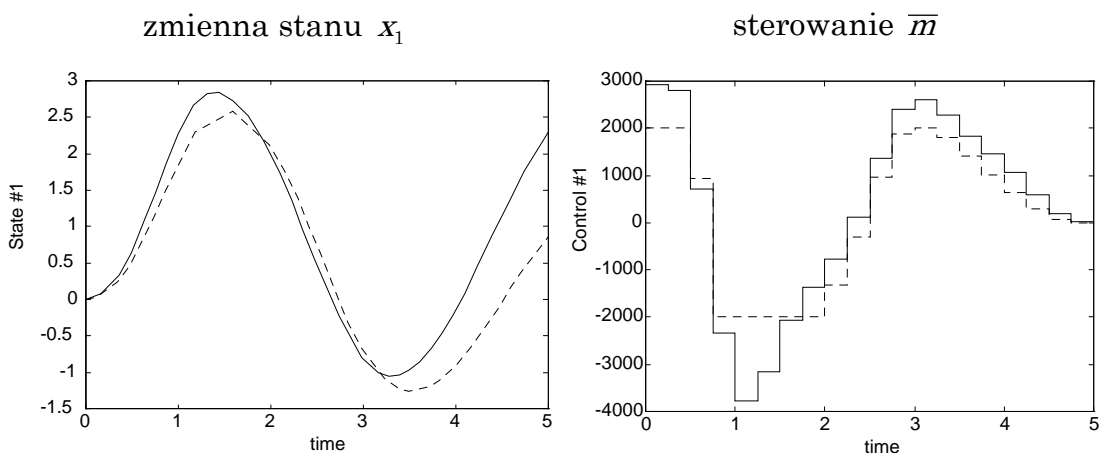 zmienna stanu x₁
3
2.5
2
1.5
1
0.5
0
-0.5
-1
-1.5
State #1
0 1 2 3 4 5
time
sterowanie m̅
3000
2000
1000
0
-1000
-2000
-3000
-4000
Control #1
0 1 2 3 4 5
time